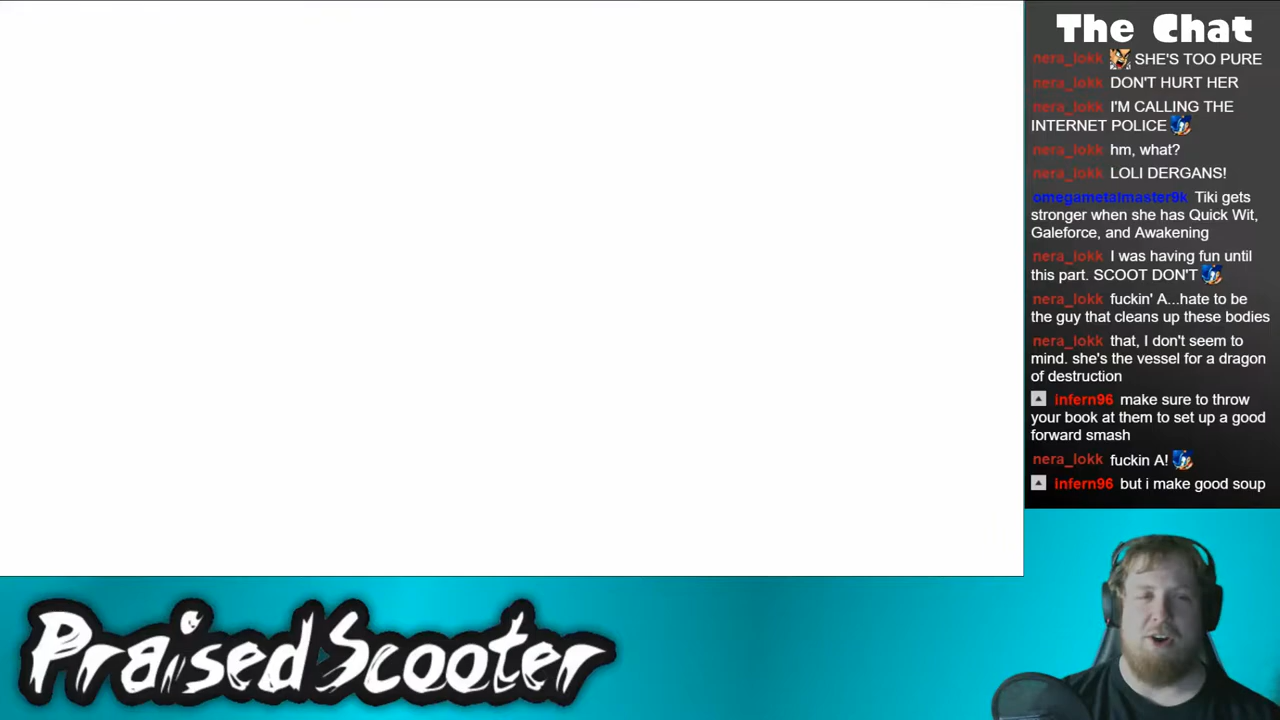 The Chat
nera_lokk SHE'S TOO PURE
nera_lokk DON'T HURT HER
nera_lokk I'M CALLING THE
INTERNET POLICE
nera_lokk hm, what?
nera_lokk LOLI DERGANS!
omegametalmaster9k Tiki gets
stronger when she has Quick Wit,
Galeforce, and Awakening
nera_lokk I was having fun until
this part. SCOOT DON'T
nera_lokk fuckin' A...hate to be
the guy that cleans up these bodies
nera_lokk that, I don't seem to
mind. she's the vessel for a dragon
of destruction
infern96 make sure to throw
your book at them to set up a good
forward smash
nera_lokk fuckin A!
infern96 but i make good soup
PraisedScooter